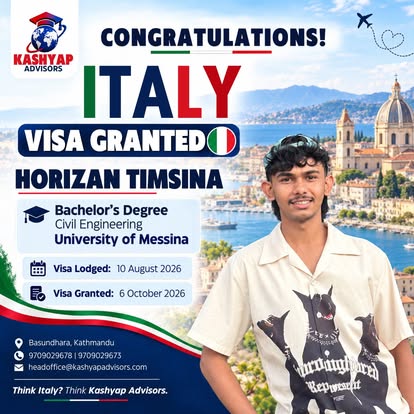 KASHYAP
ADVISORS
CONGRATULATIONS!
ITALY
VISA GRANTED
HORIZAN TIMSINA
Bachelor's Degree
Civil Engineering
University of Messina
Visa Lodged: 10 August 2026
Visa Granted: 6 October 2026
Basundhara, Kathmandu
9709029678 | 9709029673
headoffice@kashyapadvisors.com
Think Italy? Think Kashyap Advisors.
Represent